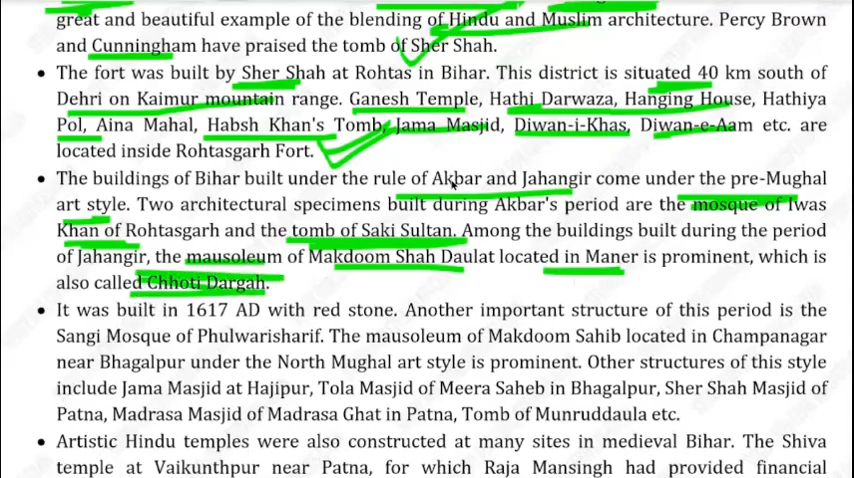 great and beautiful example of the blending of Hindu and Muslim architecture. Percy Brown
and Cunningham have praised the tomb of Sher Shah.
• The fort was built by Sher Shah at Rohtas in Bihar. This district is situated 40 km south of
Dehri on Kaimur mountain range. Ganesh Temple, Hathi Darwaza, Hanging House, Hathiya
Pol, Aina Mahal, Habsh Khan's Tomb, Jama Masjid, Diwan-i-Khas, Diwan-e-Aam etc. are
located inside Rohtasgarh Fort.
• The buildings of Bihar built under the rule of Akbar and Jahangir come under the pre-Mughal
art style. Two architectural specimens built during Akbar's period are the mosque of Iwas
Khan of Rohtasgarh and the tomb of Saki Sultan. Among the buildings built during the period
of Jahangir, the mausoleum of Makdoom Shah Daulat located in Maner is prominent, which is
also called Chhoti Dargah.
• It was built in 1617 AD with red stone. Another important structure of this period is the
Sangi Mosque of Phulwarisharif. The mausoleum of Makdoom Sahib located in Champanagar
near Bhagalpur under the North Mughal art style is prominent. Other structures of this style
include Jama Masjid at Hajipur, Tola Masjid of Meera Saheb in Bhagalpur, Sher Shah Masjid of
Patna, Madrasa Masjid of Madrasa Ghat in Patna, Tomb of Munruddaula etc.
• Artistic Hindu temples were also constructed at many sites in medieval Bihar. The Shiva
temple at Vaikunthpur near Patna, for which Raja Mansingh had provided financial